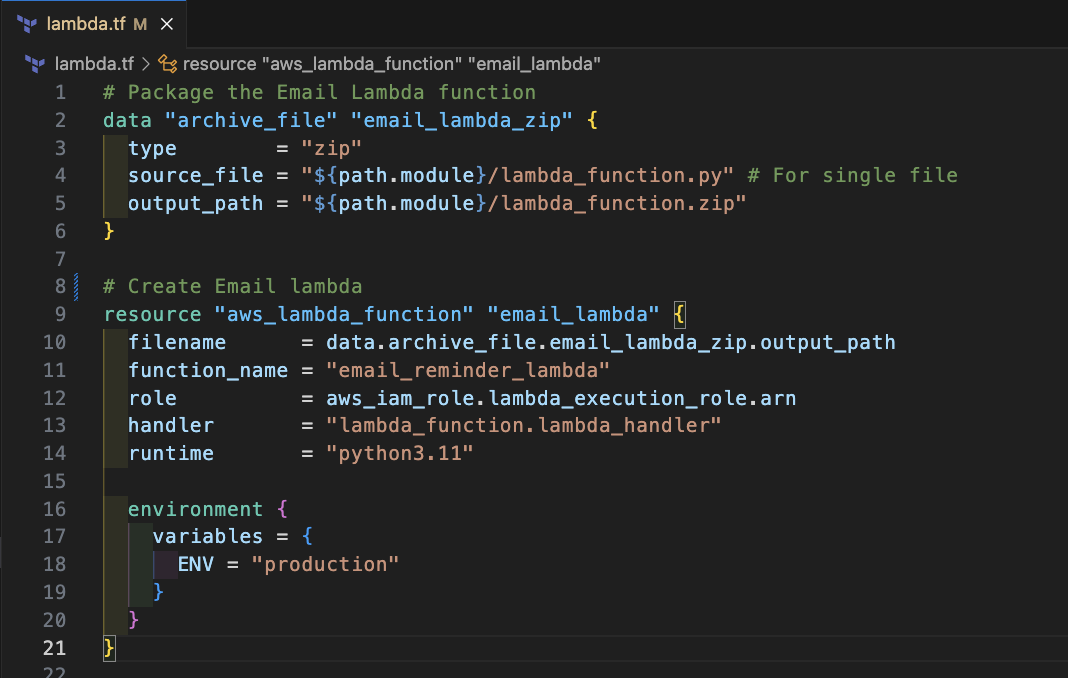 lambda.tf M ×
lambda.tf > resource "aws_lambda_function" "email_lambda"
1 # Package the Email Lambda function
2 data "archive_file" "email_lambda_zip" {
3   type        = "zip"
4   source_file = "${path.module}/lambda_function.py" # For single file
5   output_path = "${path.module}/lambda_function.zip"
6 }
7
8 # Create Email lambda
9 resource "aws_lambda_function" "email_lambda" {
10   filename      = data.archive_file.email_lambda_zip.output_path
11   function_name = "email_reminder_lambda"
12   role          = aws_iam_role.lambda_execution_role.arn
13   handler       = "lambda_function.lambda_handler"
14   runtime       = "python3.11"
15
16   environment {
17     variables = {
18       ENV = "production"
19     }
20   }
21 }
22